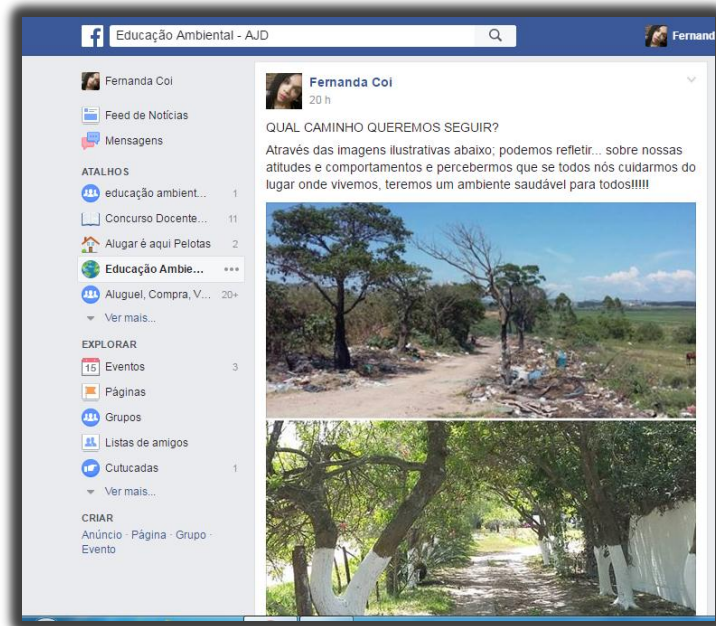 Educação Ambiental - AJD
Fernand
Fernanda Coi
Feed de Notícias
Mensagens
ATALHOS
educação ambient... 1
Concurso Docente... 11
Alugar é aqui Pelotas 2
Educação Ambie...
Aluguel, Compra, V... 20+
Ver mais...
EXPLORAR
15 Eventos 3
Páginas
Grupos
Listas de amigos
Cutucadas 1
Ver mais...
CRIAR
Anúncio · Página · Grupo ·
Evento
Fernanda Coi
20 h
QUAL CAMINHO QUEREMOS SEGUIR?
Através das imagens ilustrativas abaixo; podemos refletir... sobre nossas
atitudes e comportamentos e percebermos que se todos nós cuidarmos do
lugar onde vivemos, teremos um ambiente saudável para todos!!!!!